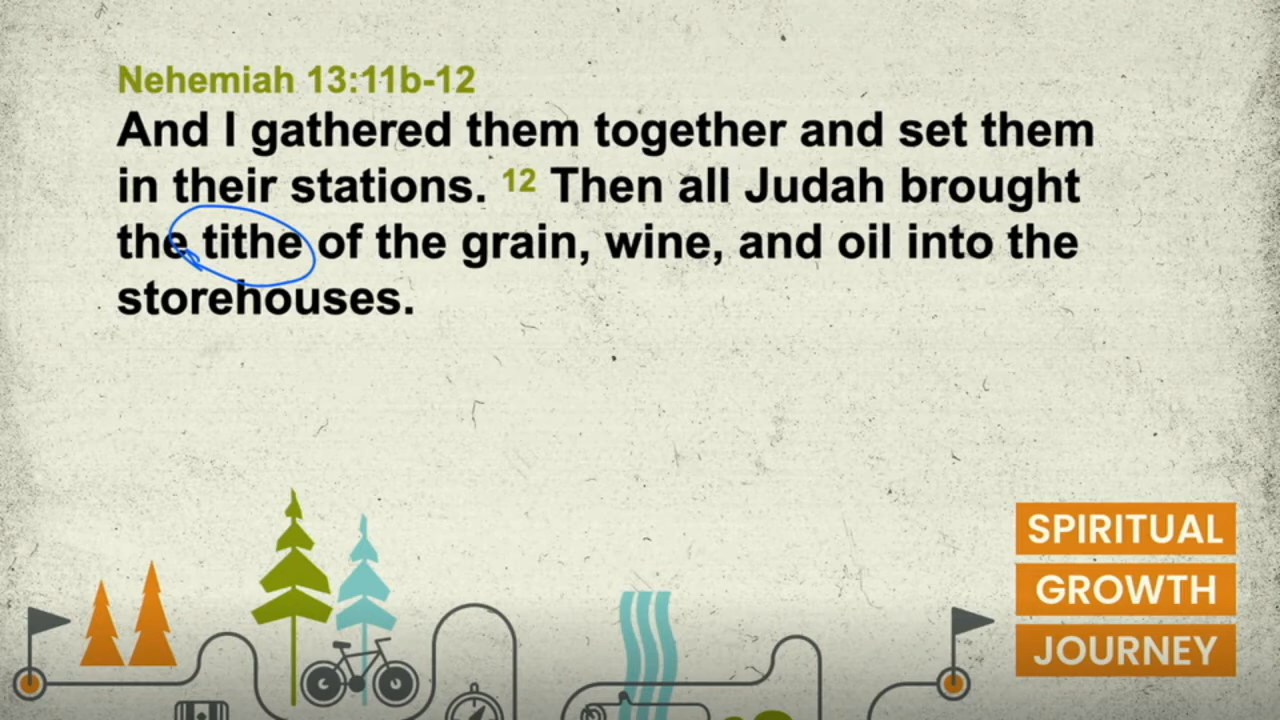 Nehemiah 13:11b-12
And I gathered them together and set them
in their stations. 12 Then all Judah brought
the tithe of the grain, wine, and oil into the
storehouses.
SPIRITUAL
GROWTH
JOURNEY